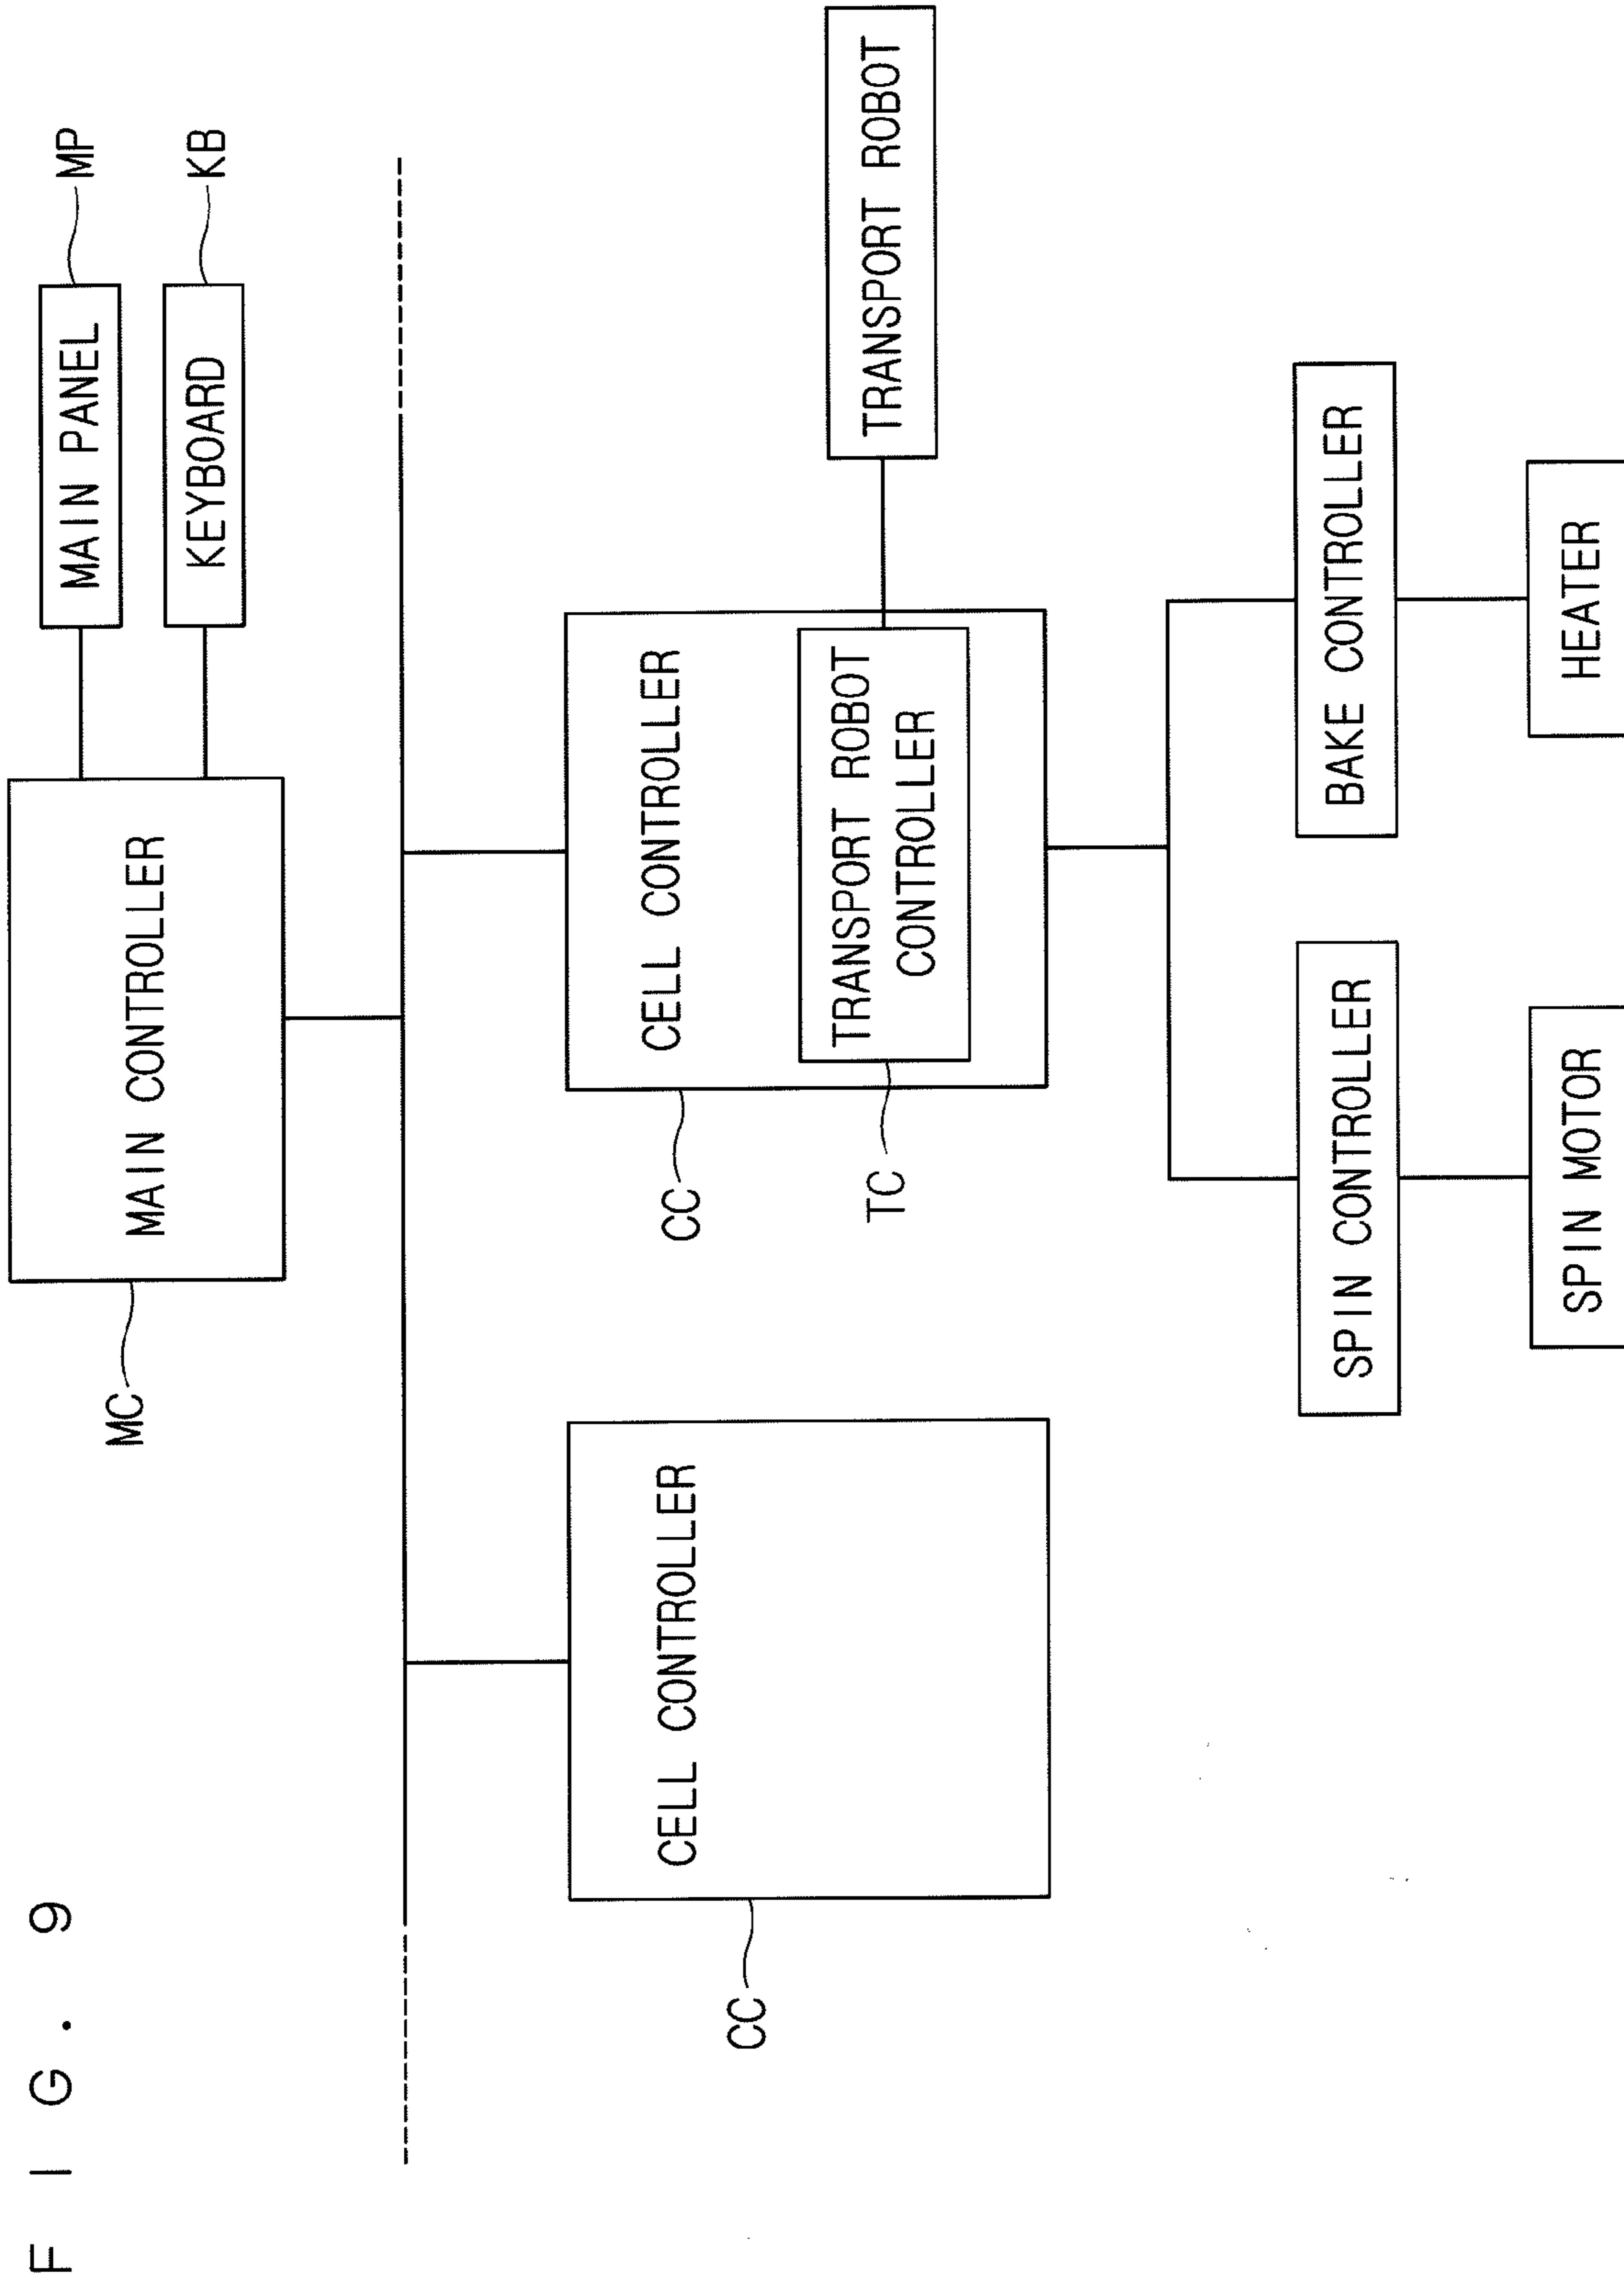 FIG. 9
MC
MAIN CONTROLLER
MAIN PANEL
MP
KEYBOARD
KB
CC
CELL CONTROLLER
CC
CELL CONTROLLER
TC
TRANSPORT ROBOT
CONTROLLER
TRANSPORT ROBOT
SPIN CONTROLLER
BAKE CONTROLLER
SPIN MOTOR
HEATER